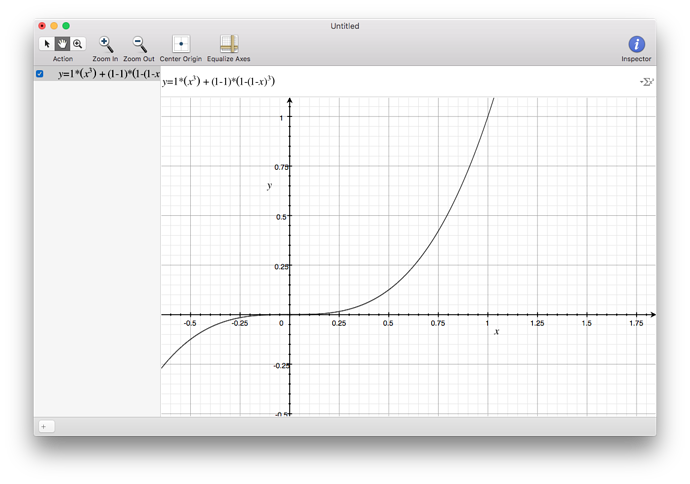 Untitled
Action Zoom In Zoom Out Center Origin Equalize Axes Inspector
y=1*(x³) + (1-1)*(1-(1-x
y=1*(x³) + (1-1)*(1-(1-x)³)
1
0.75
y
0.5
0.25
-0.5 -0.25 0 0.25 0.5 0.75 1 1.25 1.5 1.75
x
-0.25
-0.5
+